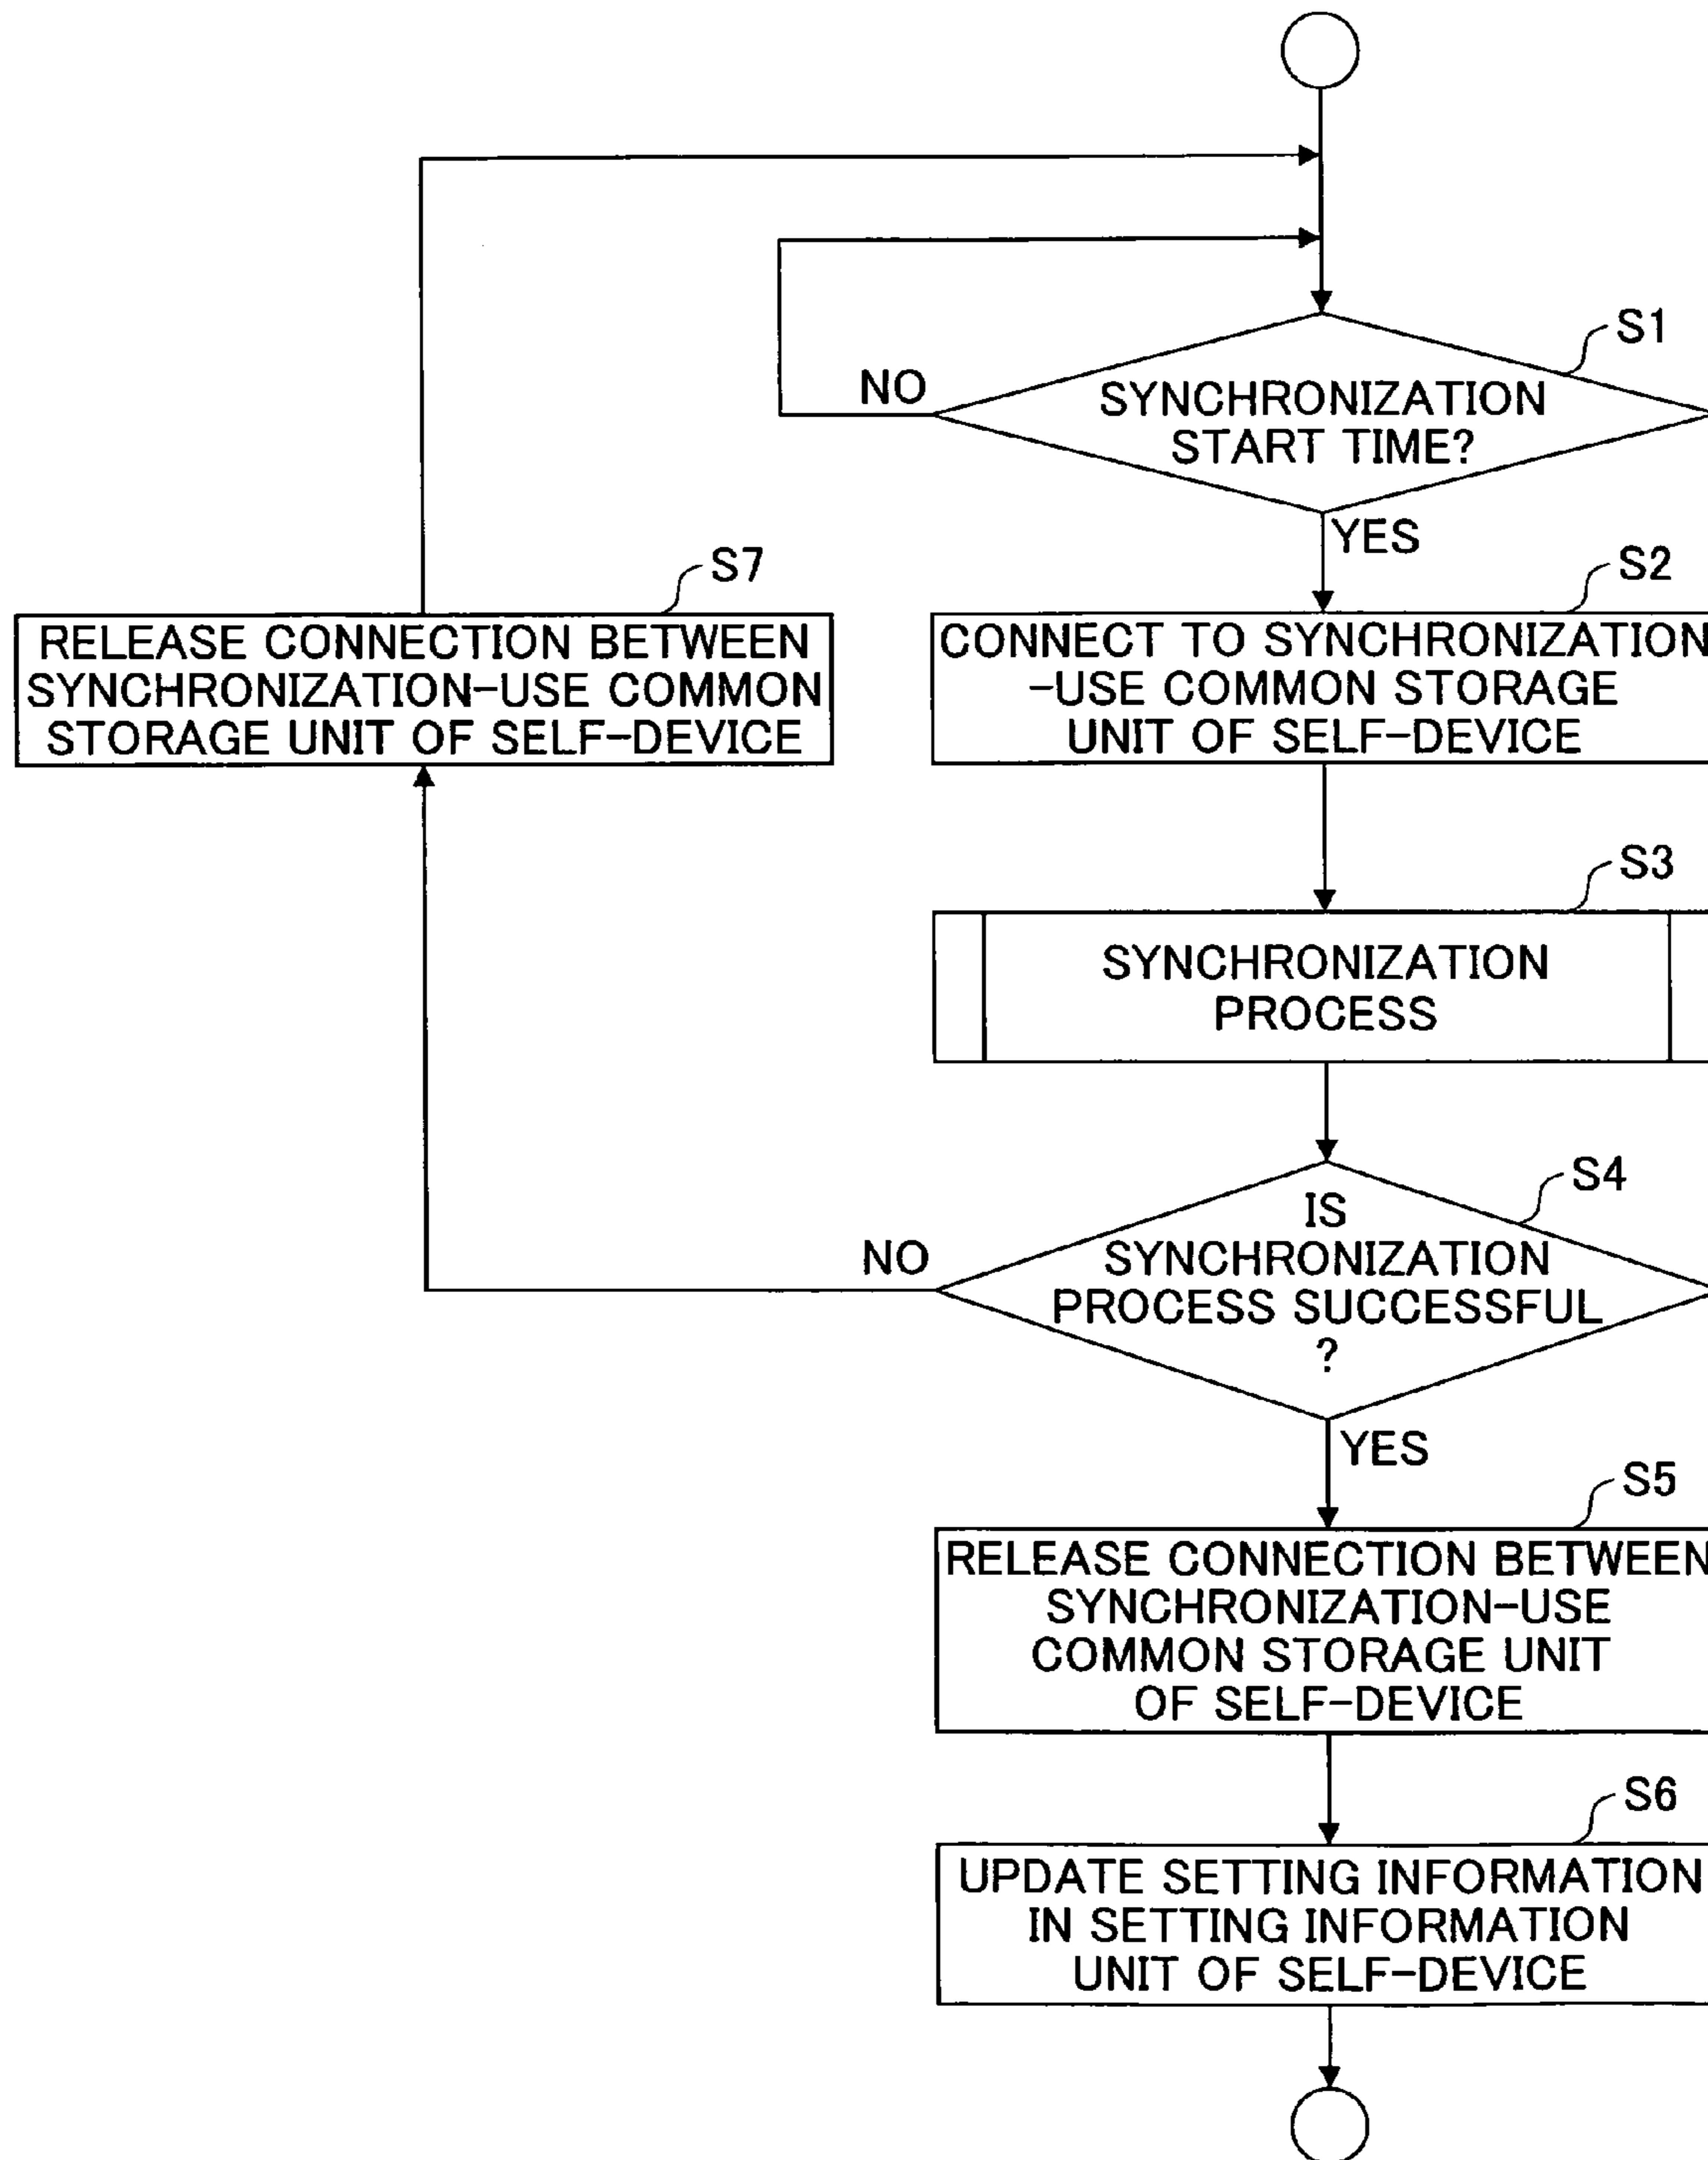 S1
NO
SYNCHRONIZATION
START TIME?
YES
S7
RELEASE CONNECTION BETWEEN
SYNCHRONIZATION-USE COMMON
STORAGE UNIT OF SELF-DEVICE
S2
CONNECT TO SYNCHRONIZATION
-USE COMMON STORAGE
UNIT OF SELF-DEVICE
S3
SYNCHRONIZATION
PROCESS
S4
NO
IS
SYNCHRONIZATION
PROCESS SUCCESSFUL
?
YES
S5
RELEASE CONNECTION BETWEEN
SYNCHRONIZATION-USE
COMMON STORAGE UNIT
OF SELF-DEVICE
S6
UPDATE SETTING INFORMATION
IN SETTING INFORMATION
UNIT OF SELF-DEVICE